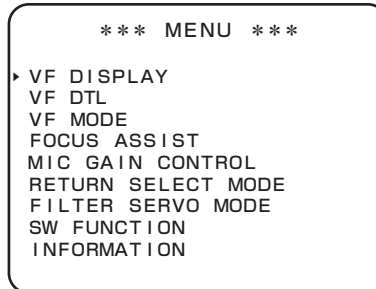 *** MENU ***
VF DISPLAY
VF DTL
VF MODE
FOCUS ASSIST
MIC GAIN CONTROL
RETURN SELECT MODE
FILTER SERVO MODE
SW FUNCTION
INFORMATION